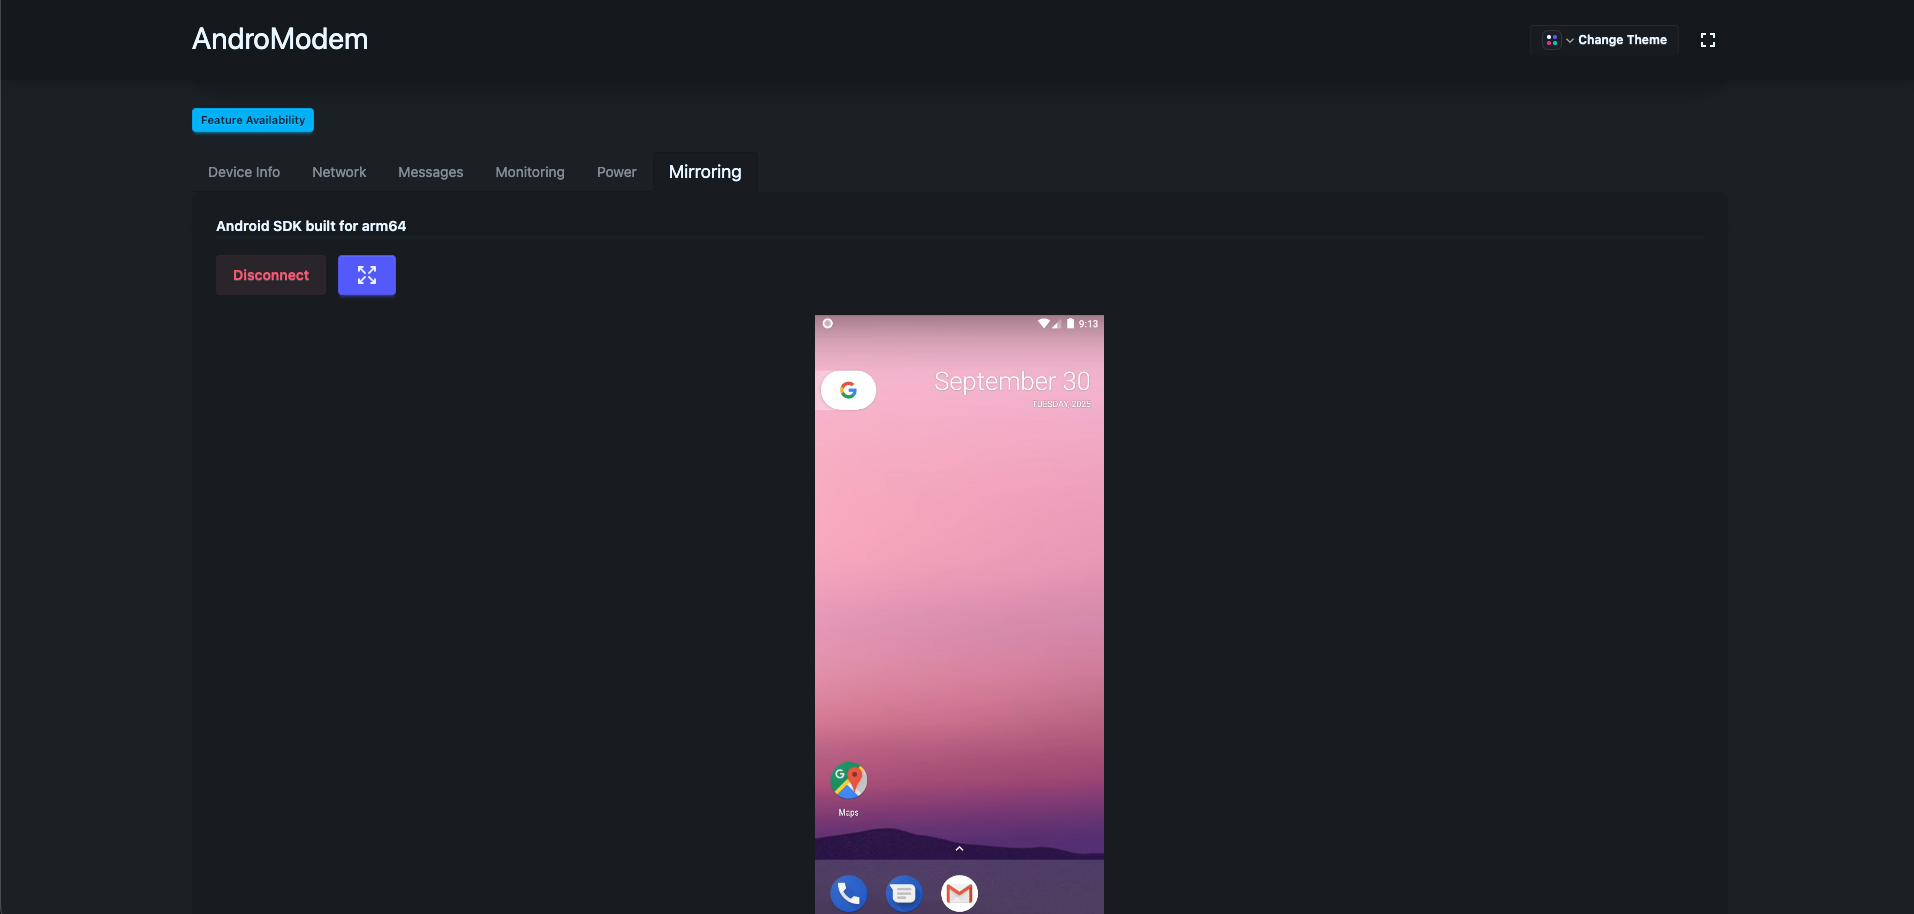 AndroModem
Change Theme
Feature Availability
Device Info
Network
Messages
Monitoring
Power
Mirroring
Android SDK built for arm64
Disconnect
9:13
G
September 30
TUESDAY, 2025
G
Maps